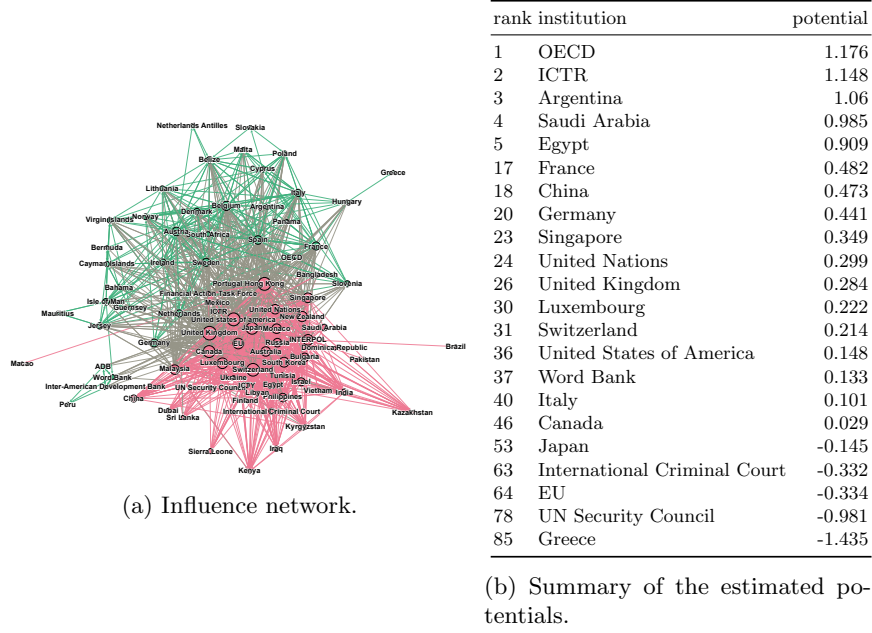 Netherlands Antilles
Slovakia
Belize
Malta
Poland
Cyprus
Greece
Lithuania
Italy
Hungary
Virgin Islands
Norway
Denmark
Belgium
Argentina
Panama
Austria
South Africa
Spain
France
Bermuda
OECD
Cayman Islands
Ireland
Sweden
Bangladesh
Bahama
Portugal
Hong Kong
Slovenia
Isle of Man
Financial Action Task Force
Singapore
Guernsey
Mexico
Mauritius
Netherlands
ICTR
United Nations
New Zealand
Jersey
United states of america
Japan
Monaco
Saudi Arabia
United Kingdom
INTERPOL
Germany
EU
Russia
Dominican Republic
Brazil
Canada
Australia
Bulgaria
Pakistan
Macao
ADB
Malaysia
Luxembourg
Switzerland
South Korea
Word Bank
Ukraine
Tunisia
Israel
Inter-American Development Bank
UN Security Council
ICTY
Egypt
Vietnam
India
China
Libyan
Peru
Finland
Philippines
Dubai
Sri Lanka
International Criminal Court
Kazakhstan
Kyrgyzstan
Sierra Leone
Iraq
Kenya
(a) Influence network.
rank institution potential
1 OECD 1.176
2 ICTR 1.148
3 Argentina 1.06
4 Saudi Arabia 0.985
5 Egypt 0.909
17 France 0.482
18 China 0.473
20 Germany 0.441
23 Singapore 0.349
24 United Nations 0.299
26 United Kingdom 0.284
30 Luxembourg 0.222
31 Switzerland 0.214
36 United States of America 0.148
37 Word Bank 0.133
40 Italy 0.101
46 Canada 0.029
53 Japan -0.145
63 International Criminal Court -0.332
64 EU -0.334
78 UN Security Council -0.981
85 Greece -1.435
(b) Summary of the estimated po-
tentials.